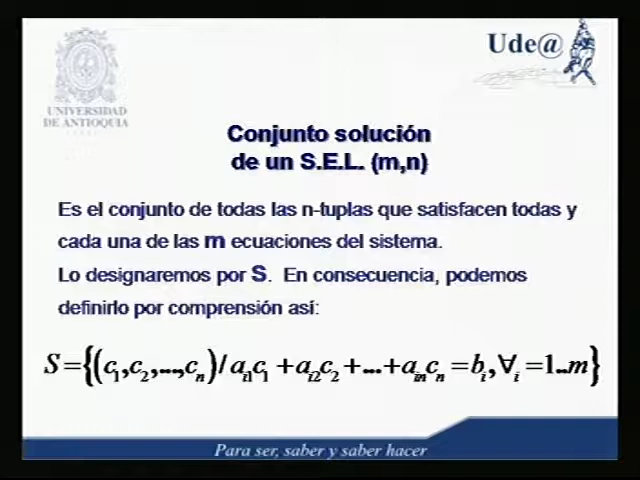 Ude@
UNIVERSIDAD
DE ANTIOQUIA
Conjunto solución
de un S.E.L. (m,n)
Es el conjunto de todas las n-tuplas que satisfacen todas y
cada una de las m ecuaciones del sistema.
Lo designaremos por S. En consecuencia, podemos
definirlo por comprensión así:
S={(c₁,c₂,...,cₙ)/ aᵢ₁c₁ +aᵢ₂c₂ +...+aᵢₙcₙ =bᵢ,∀ᵢ =1..m}
Para ser, saber y saber hacer